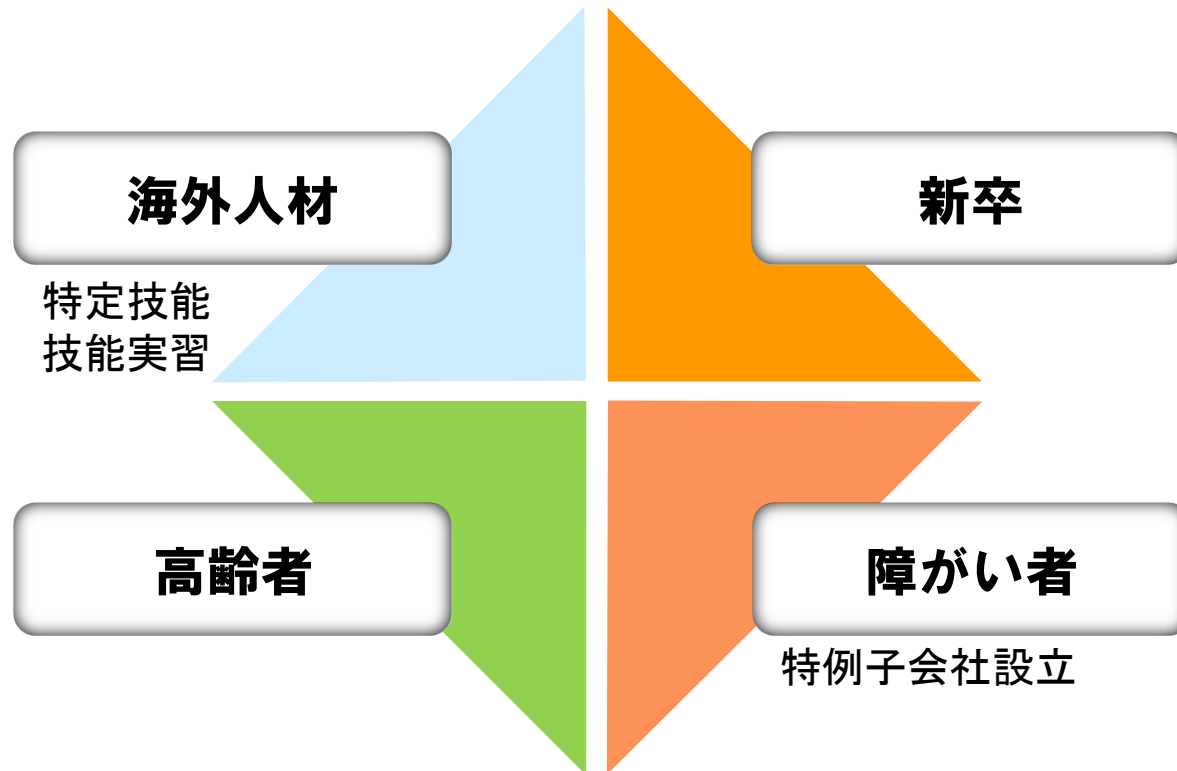 海外人材
特定技能
技能実習
新卒
高齢者
障がい者
特例子会社設立